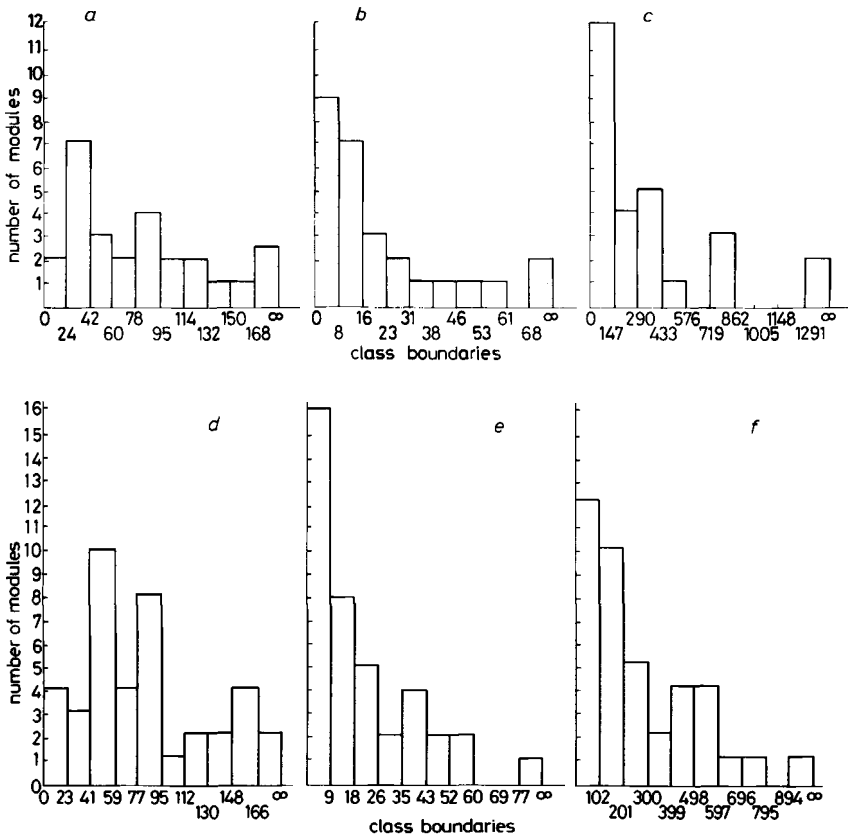 a
b
c
number of modules
12
11
10
9
8
7
6
5
4
3
2
1
0 42 78 114 150 ∞
24 60 95 132 168
0 16 31 46 61 ∞
8 23 38 53 68
0 290 576 862 1148 ∞
147 433 719 1005 1291
class boundaries
d
e
f
number of modules
16
15
14
13
12
11
10
9
8
7
6
5
4
3
2
1
0
0 23 41 59 77 95 112 148 ∞
130 166
9 18 26 35 43 52 60 69 77 ∞
102 300 498 696 894 ∞
201 399 597 795
class boundaries